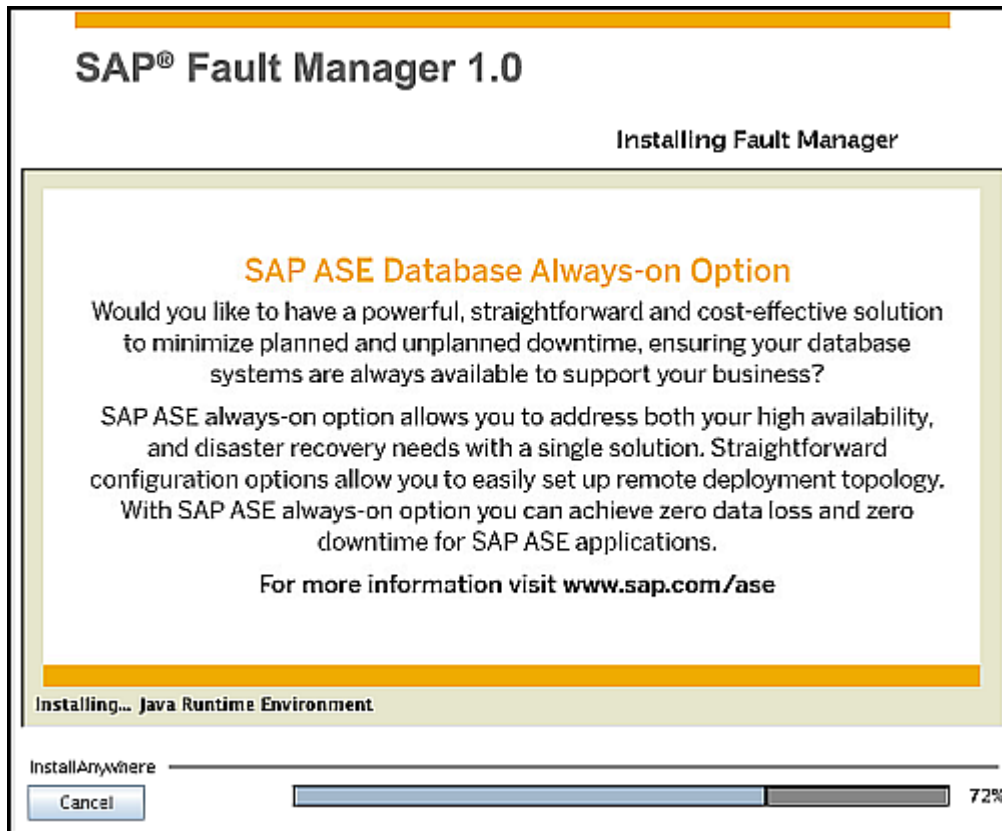 SAP® Fault Manager 1.0
Installing Fault Manager
SAP ASE Database Always-on Option
Would you like to have a powerful, straightforward and cost-effective solution
to minimize planned and unplanned downtime, ensuring your database
systems are always available to support your business?
SAP ASE always-on option allows you to address both your high availability,
and disaster recovery needs with a single solution. Straightforward
configuration options allow you to easily set up remote deployment topology.
With SAP ASE always-on option you can achieve zero data loss and zero
downtime for SAP ASE applications.
For more information visit www.sap.com/ase
Installing... Java Runtime Environment
InstallAnywhere
Cancel
72%